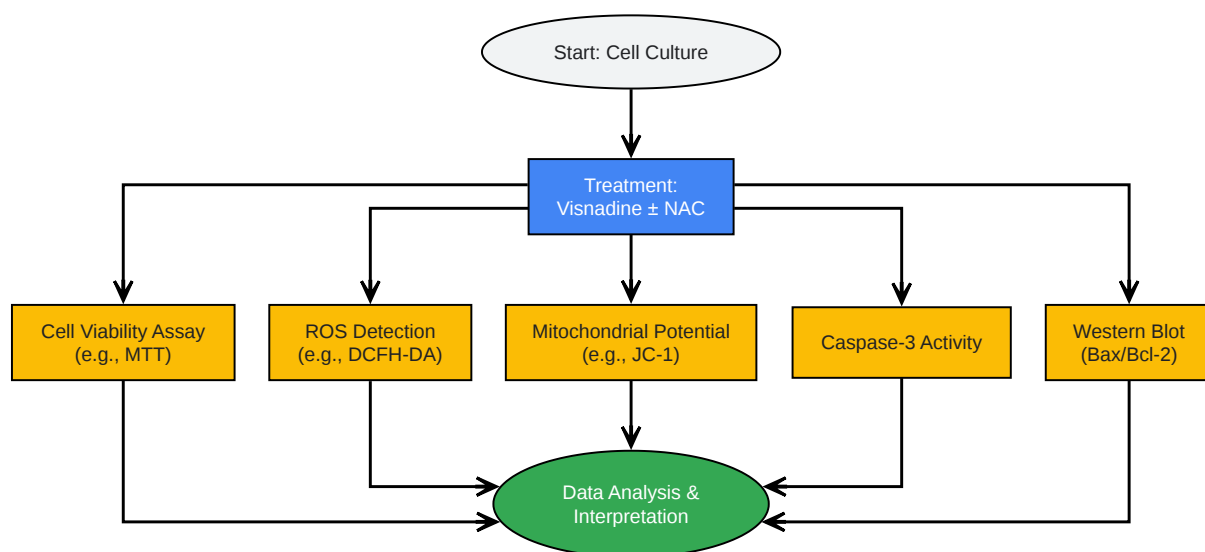 Start: Cell Culture
Treatment:
Visnadine ± NAC
Cell Viability Assay
(e.g., MTT)
ROS Detection
(e.g., DCFH-DA)
Mitochondrial Potential
(e.g., JC-1)
Caspase-3 Activity
Western Blot
(Bax/Bcl-2)
Data Analysis &
Interpretation